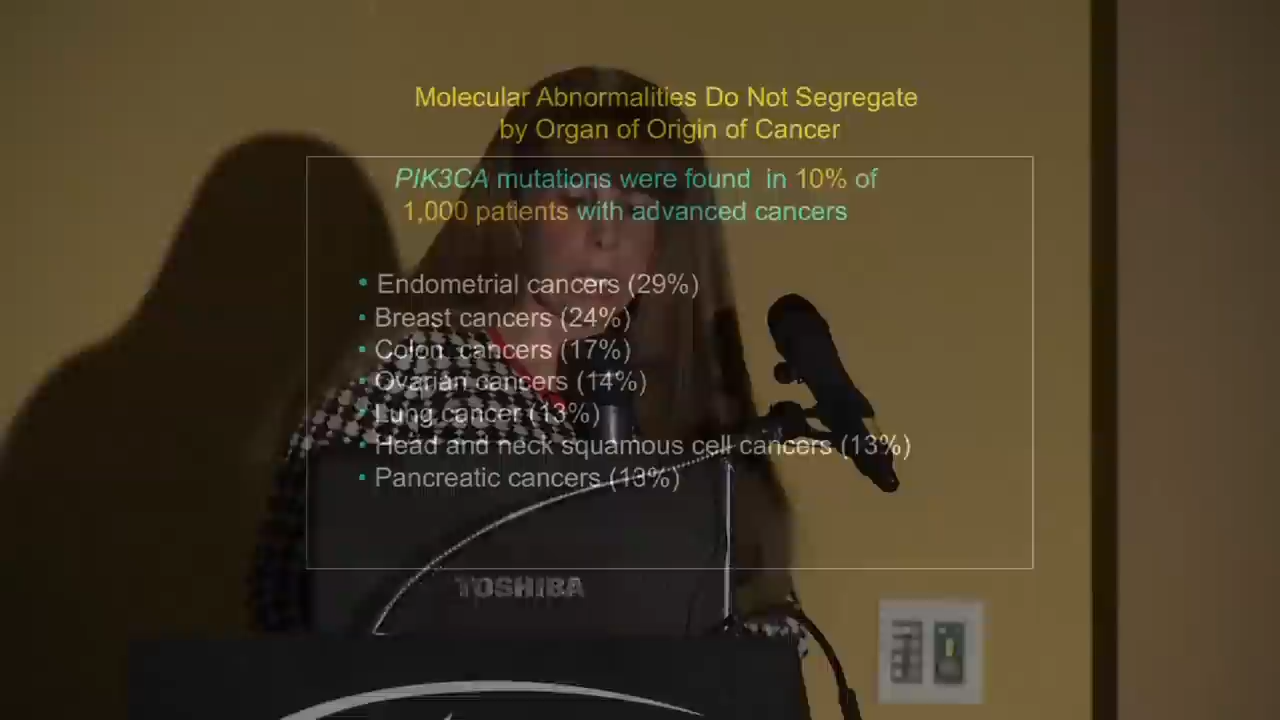 Molecular Abnormalities Do Not Segregate
by Organ of Origin of Cancer
PIK3CA mutations were found in 10% of
1,000 patients with advanced cancers
• Endometrial cancers (29%)
• Breast cancers (24%)
• Colon cancers (17%)
• Ovarian cancers (14%)
• Lung cancer (13%)
• Head and neck squamous cell cancers (13%)
• Pancreatic cancers (13%)
TOSHIBA